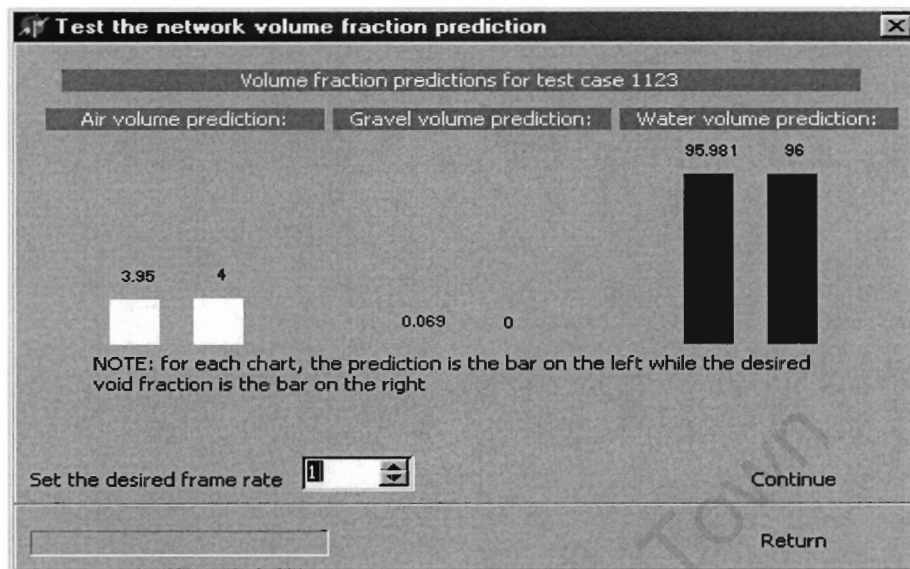 Test the network volume fraction prediction
Volume fraction predictions for test case 1123
Air volume prediction: Gravel volume prediction: Water volume prediction:
95.981 96
3.95 4
0.069 0
NOTE: for each chart, the prediction is the bar on the left while the desired
void fraction is the bar on the right
Set the desired frame rate 1 Continue
Return
Town